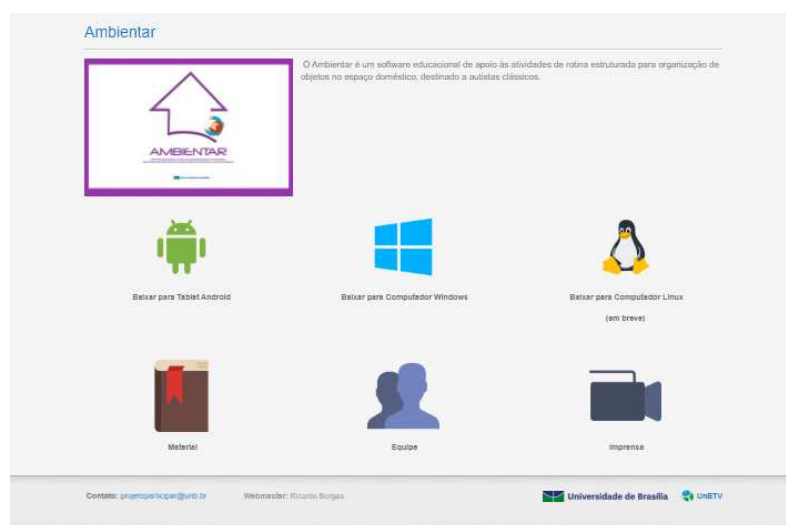 Ambientar
O Ambientar é um software educacional de apoio às atividades de rotina estruturada para organização de
objetos no espaço doméstico, destinado a autistas clássicos.
AMBIENTAR
Baixar para Tablet Android
Baixar para Computador Windows
Baixar para Computador Linux
(em breve)
Material
Equipe
Imprensa
Contato: projetoparticipar@unb.br
Webmaster: Ricardo Borges
Universidade de Brasília
UnBTV